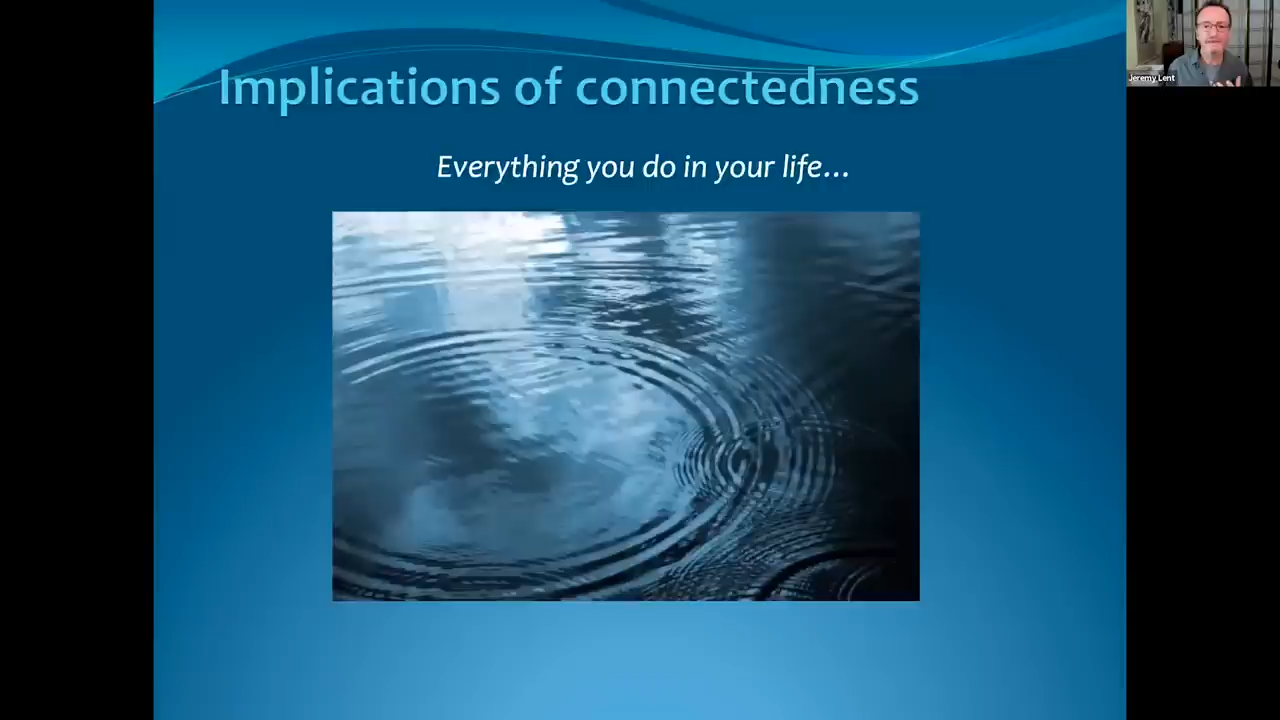 Implications of connectedness
Everything you do in your life…
Jeremy Lent